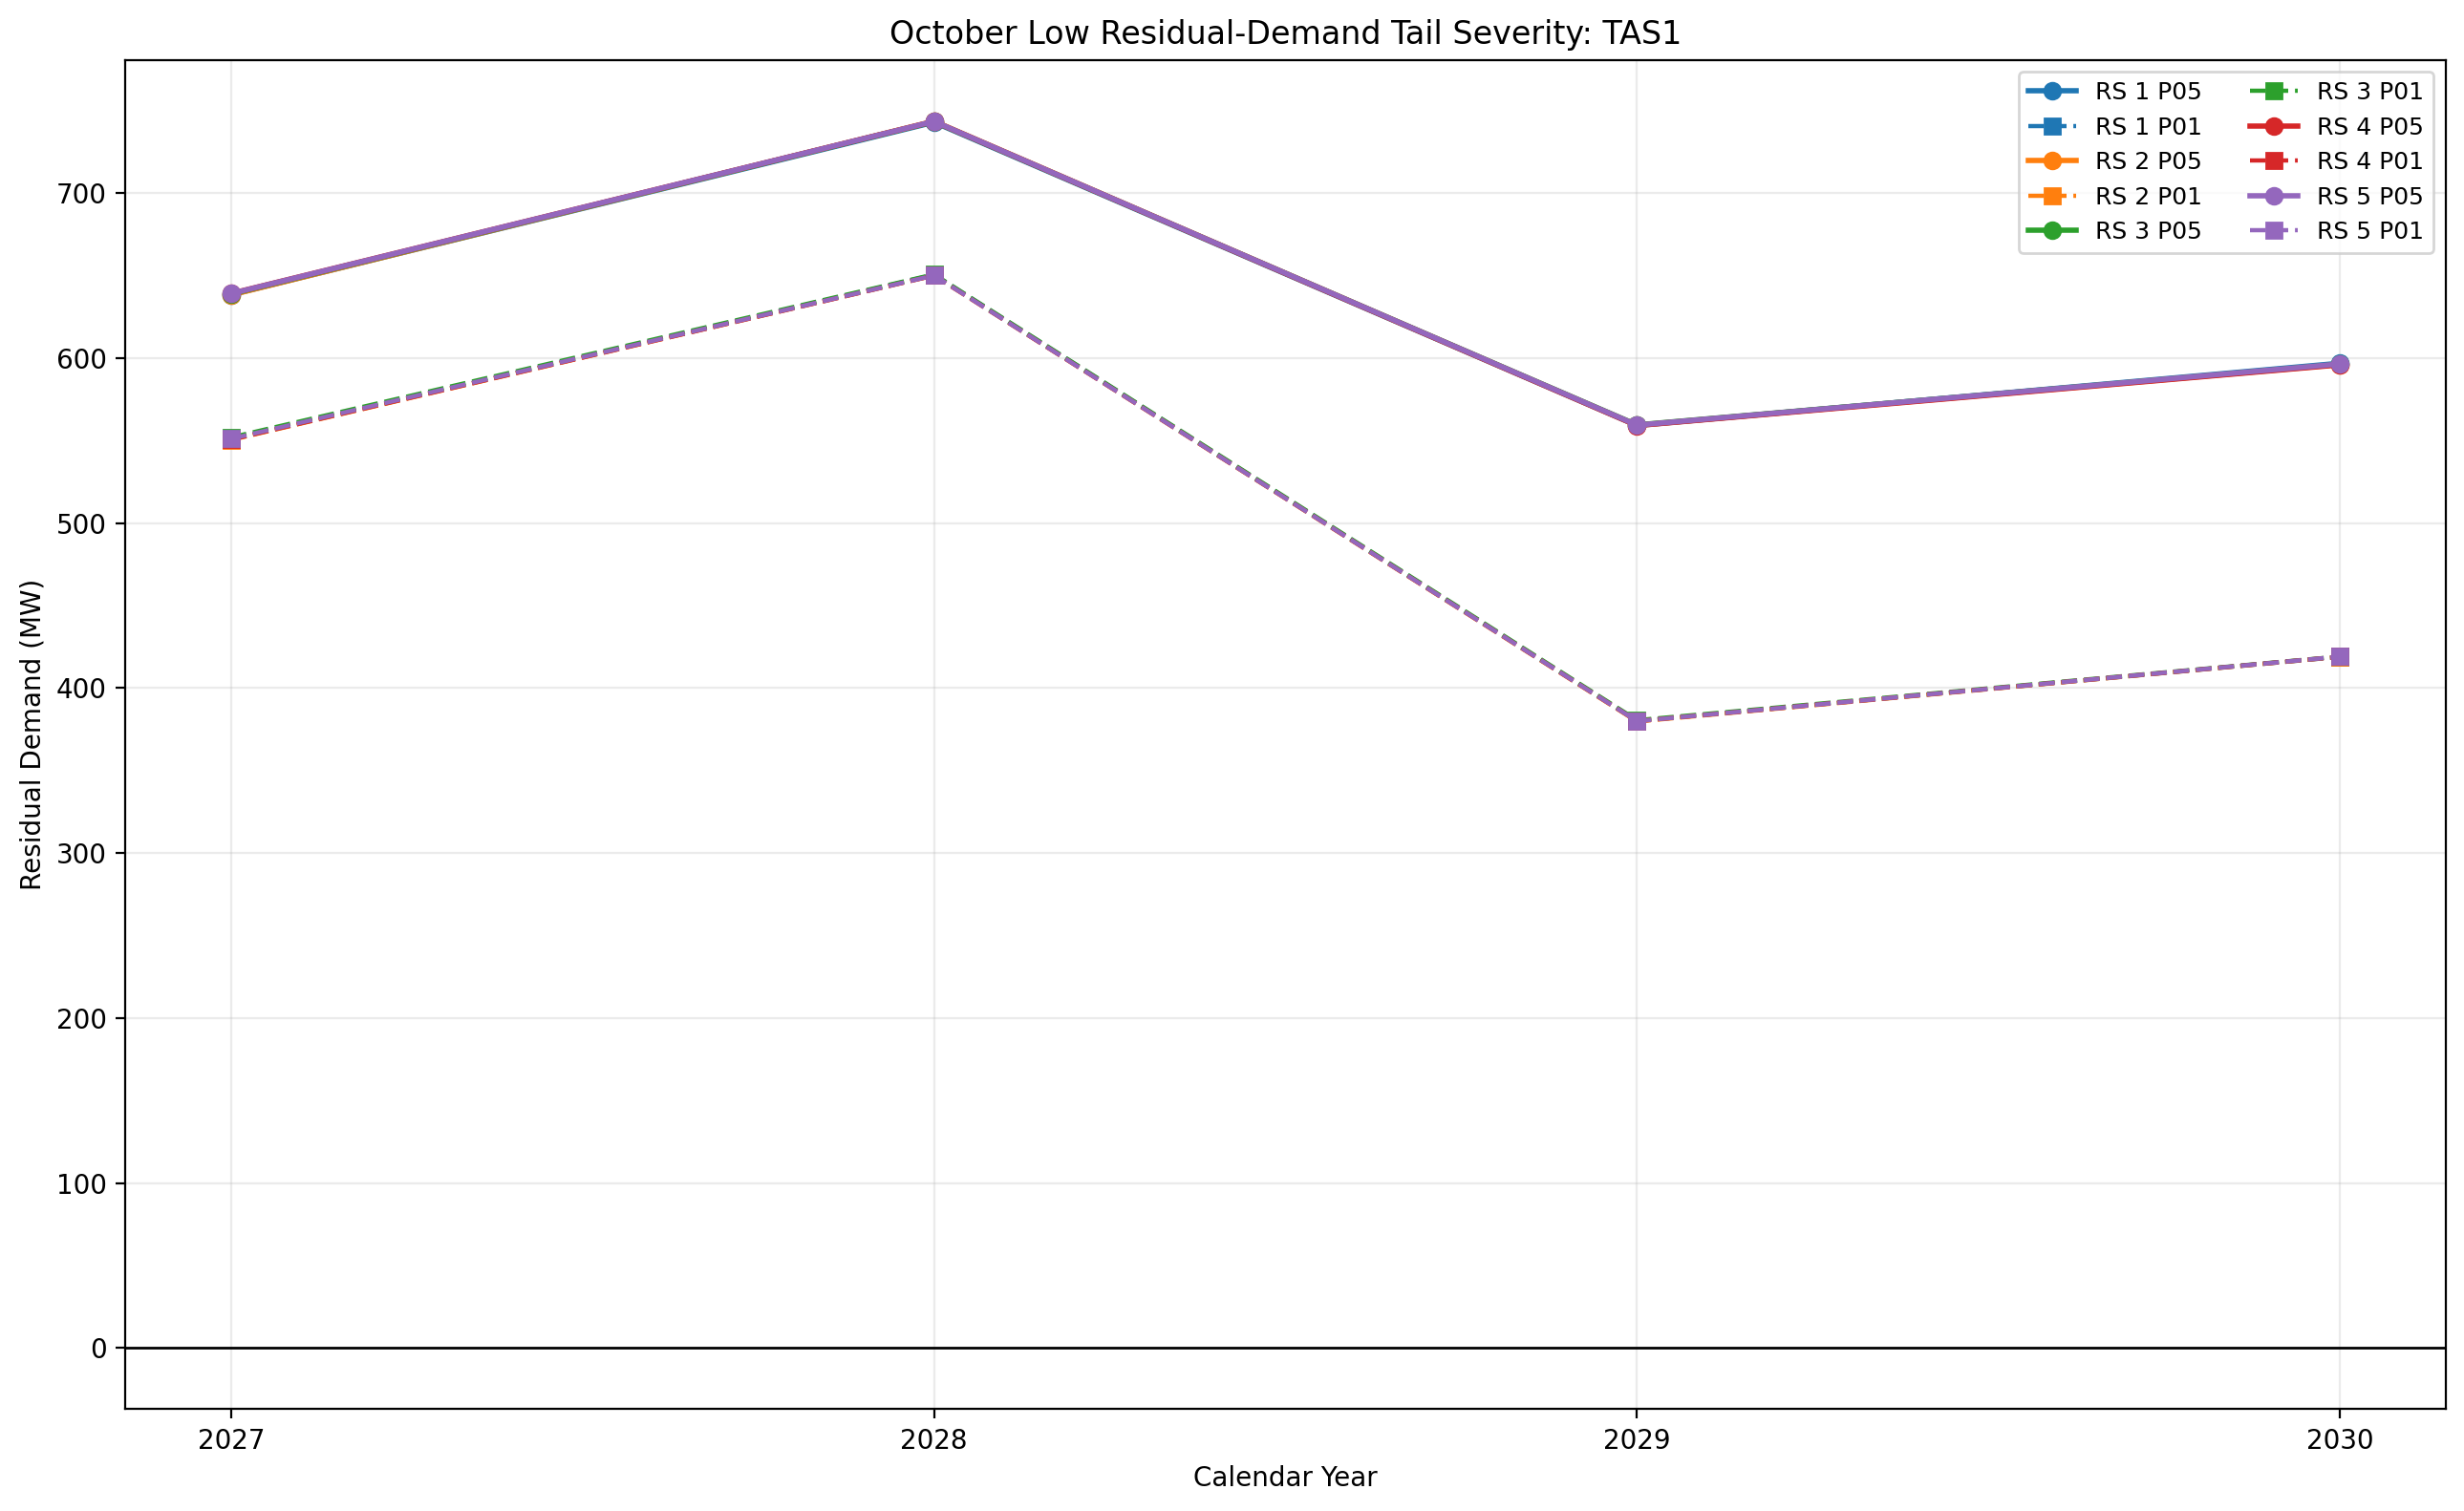 October Low Residual-Demand Tail Severity: TAS1
RS 1 P05
RS 1 P01
RS 2 P05
RS 2 P01
RS 3 P05
RS 3 P01
RS 4 P05
RS 4 P01
RS 5 P05
RS 5 P01
Residual Demand (MW)
700
600
500
400
300
200
100
0
2027 2028 2029 2030
Calendar Year